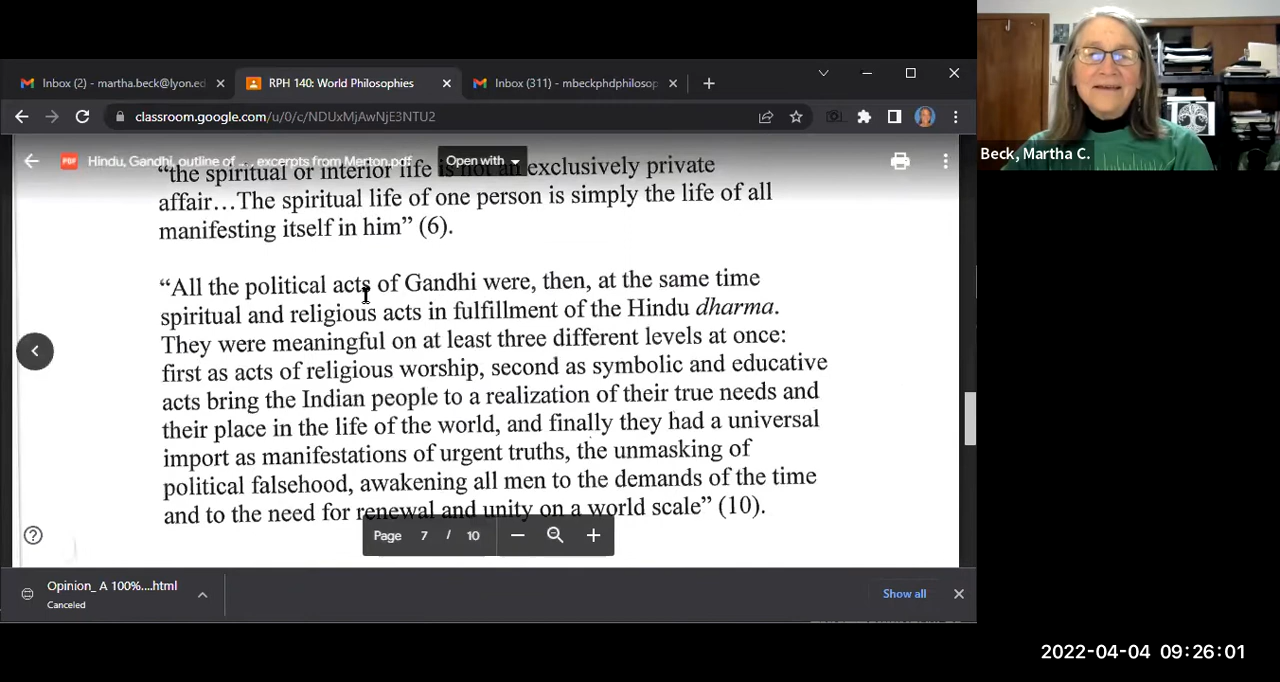 Inbox (2) - martha.beck@lyon.ed
RPH 140: World Philosophies
Inbox (311) - mbeckphdphilosop
classroom.google.com/u/0/c/NDUxMjAwNjE3NTU2
PDF
Hindu, Gandhi, outline of ... , excerpts from Merton.pdf
Open with
“the spiritual or interior life is not an exclusively private
affair…The spiritual life of one person is simply the life of all
manifesting itself in him” (6).
“All the political acts of Gandhi were, then, at the same time
spiritual and religious acts in fulfillment of the Hindu dharma.
They were meaningful on at least three different levels at once:
first as acts of religious worship, second as symbolic and educative
acts bring the Indian people to a realization of their true needs and
their place in the life of the world, and finally they had a universal
import as manifestations of urgent truths, the unmasking of
political falsehood, awakening all men to the demands of the time
and to the need for renewal and unity on a world scale” (10).
Page 7 / 10
Opinion_ A 100%....html
Canceled
Show all
Beck, Martha C.
2022-04-04 09:26:01